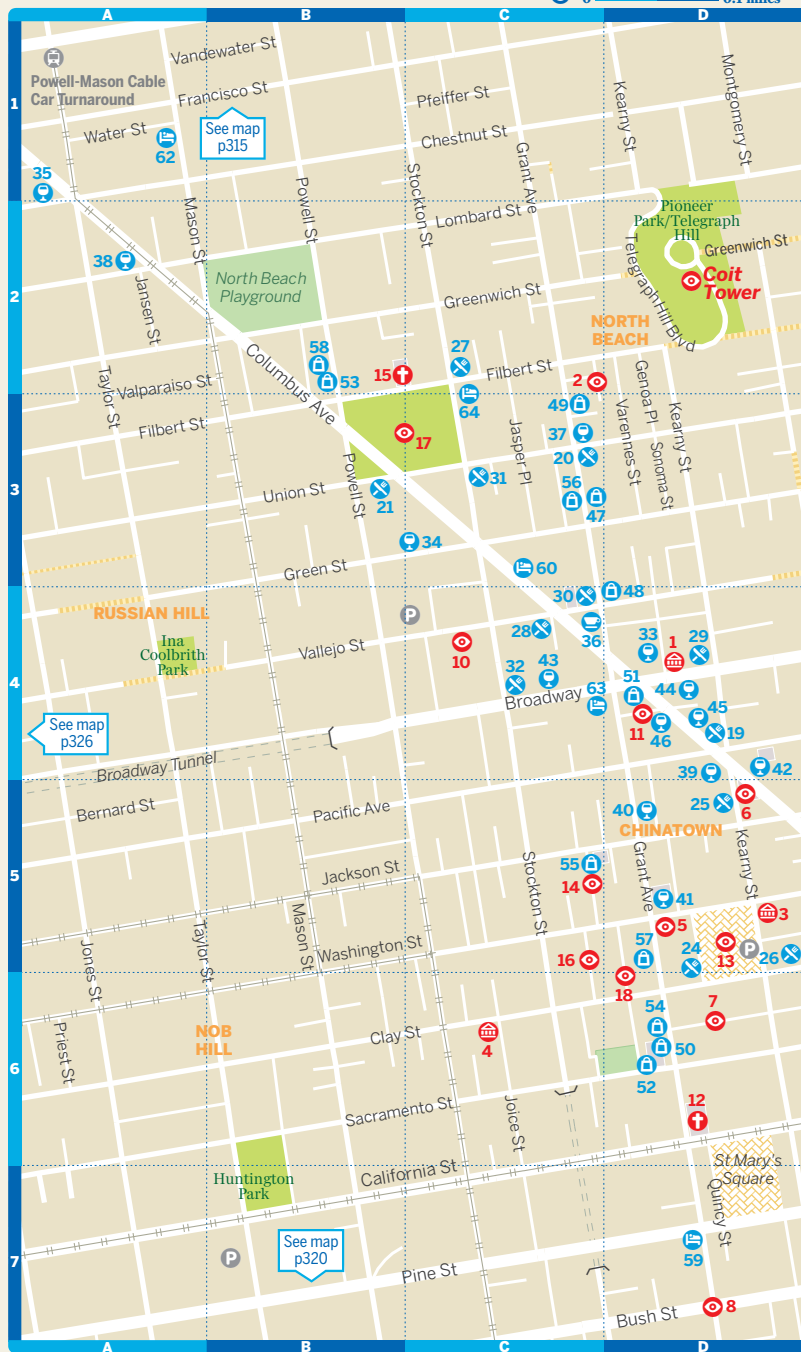 0 0.1 miles
A B C D
Vandewater St
Powell-Mason Cable
Car Turnaround
Francisco St
Pfeiffer St
Kearny St
Montgomery St
1
Water St
See map
p315
Chestnut St
62
35
Grant Ave
Mason St
Powell St
Stockton St
Lombard St
Pioneer
Park/Telegraph
Hill
Greenwich St
38
Jansen St
North Beach
Playground
Telegraph Hill Blvd
Coit
Tower
2
Greenwich St
NORTH
BEACH
58
53
Columbus Ave
15
27
Filbert St
2
Taylor St
Valparaiso St
64
49
Genoa Pl
Kearny St
Varennes St
Filbert St
17
Jasper Pl
37
20
Sonoma St
3
Union St
Powell St
21
31
56
47
34
Green St
60
30
48
RUSSIAN HILL
P
Ina
Coolbrith
Park
Vallejo St
10
28
36
33
1
29
4
32
43
63
51
44
Broadway
11
46
45
19
See map
p326
Broadway Tunnel
39
42
Bernard St
Pacific Ave
40
25
6
CHINATOWN
Jackson St
Stockton St
55
14
Grant Ave
Kearny St
5
41
3
Jones St
Taylor St
Mason St
Washington St
16
57
5
24
13
P
26
18
7
Priest St
NOB
HILL
Clay St
4
54
50
52
6
12
Sacramento St
Joice St
St Mary's
Square
Huntington
Park
California St
Quincy St
7
P
See map
p320
Pine St
59
Bush St
8
A B C D